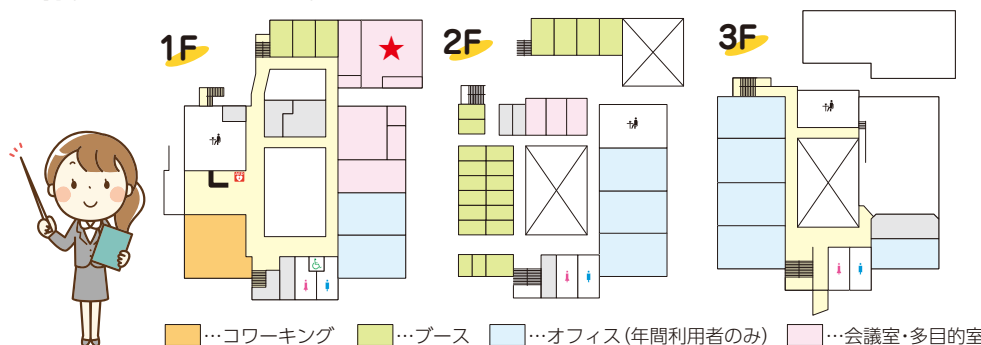 1F
2F
3F
…コワーキング
…ブース
…オフィス(年間利用者のみ)
…会議室・多目的室